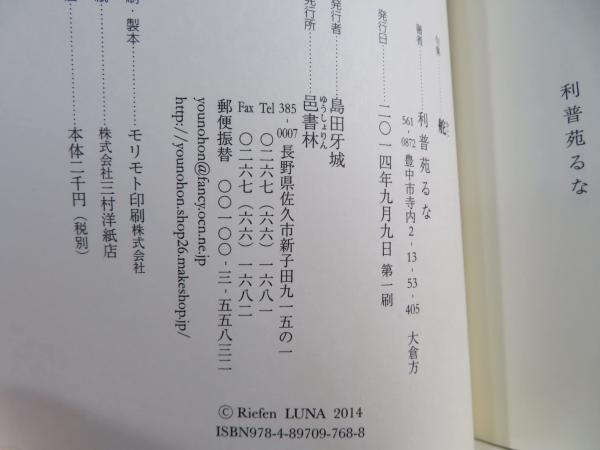 利普苑るな
句集 舵
著者……利普苑るな
561-0872 豊中市寺内2-13-53-405 大倉方
発行日……二〇一四年九月九日 第一刷
発行者……島田牙城
発行所……邑書林
ゆうしょりん
385-0007 長野県佐久市新子田九一五の一
Tel 〇二六七(六六)一六八一
Fax 〇二六七(六六)一六八二
younohon@fancy.ocn.ne.jp
郵便振替 〇〇一〇〇-三-五五八三二
http://younohon.shop26.makeshop.jp/
刷・製本……モリモト印刷株式会社
株式会社三村洋紙店
本体二千円(税別)
© Riefen LUNA 2014
ISBN978-4-89709-768-8